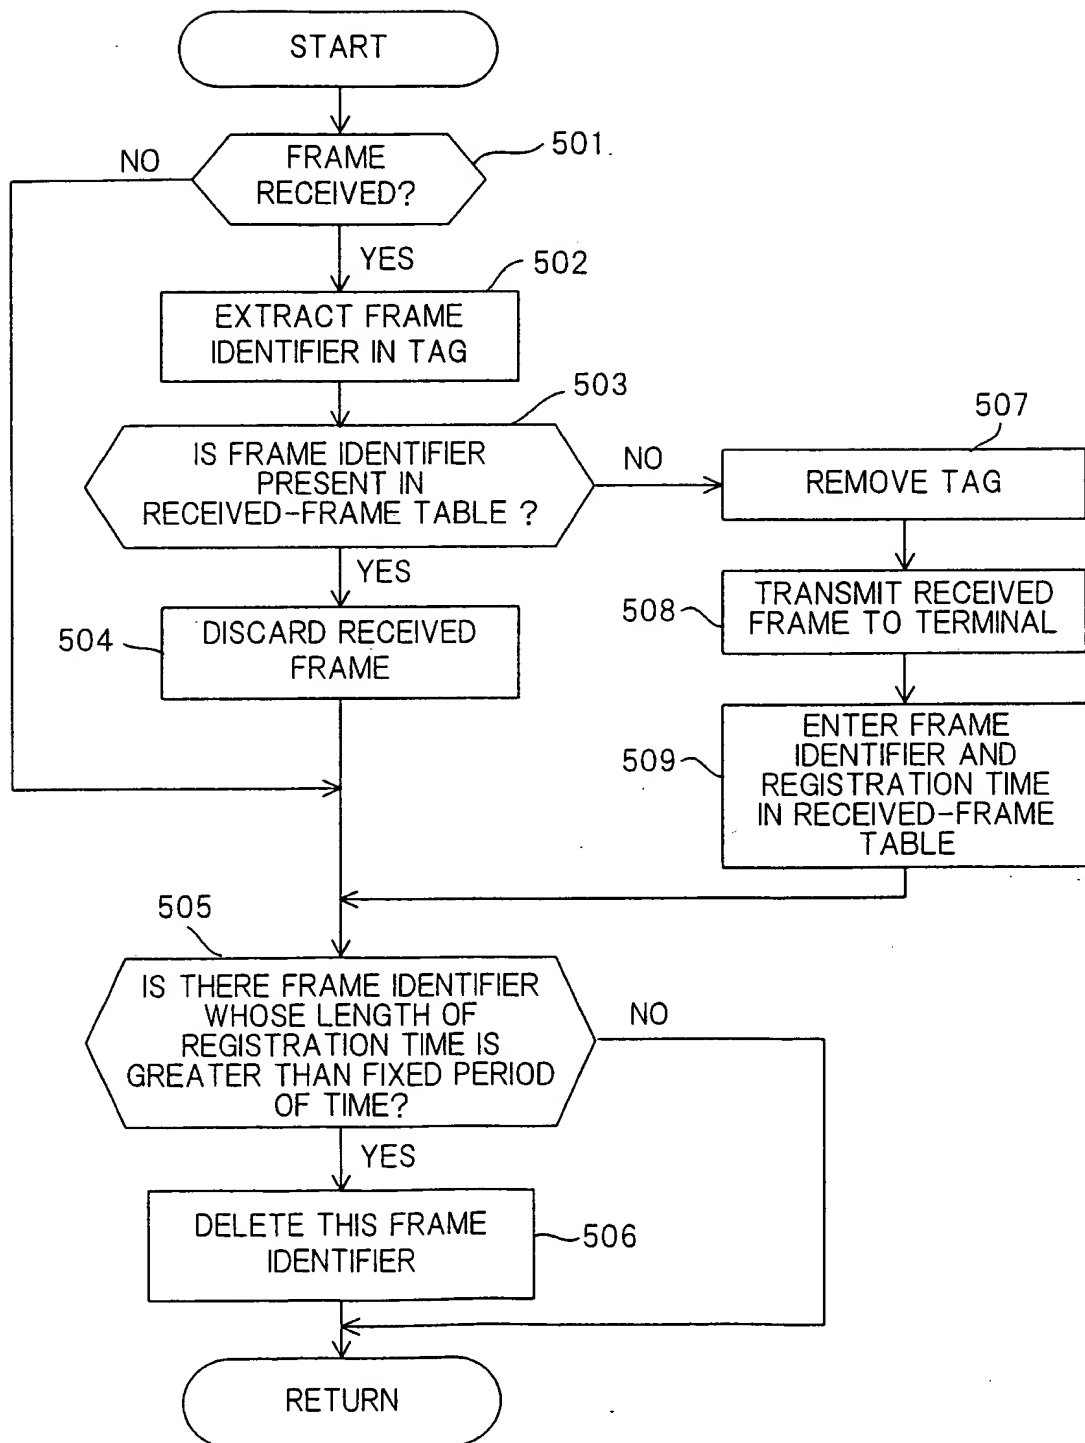 START
501
NO
FRAME
RECEIVED?
YES
502
EXTRACT FRAME
IDENTIFIER IN TAG
503
IS FRAME IDENTIFIER
PRESENT IN
RECEIVED-FRAME TABLE ?
NO
507
REMOVE TAG
YES
508
TRANSMIT RECEIVED
FRAME TO TERMINAL
504
DISCARD RECEIVED
FRAME
509
ENTER FRAME
IDENTIFIER AND
REGISTRATION TIME
IN RECEIVED-FRAME
TABLE
505
IS THERE FRAME IDENTIFIER
WHOSE LENGTH OF
REGISTRATION TIME IS
GREATER THAN FIXED PERIOD
OF TIME?
NO
YES
DELETE THIS FRAME
IDENTIFIER
506
RETURN